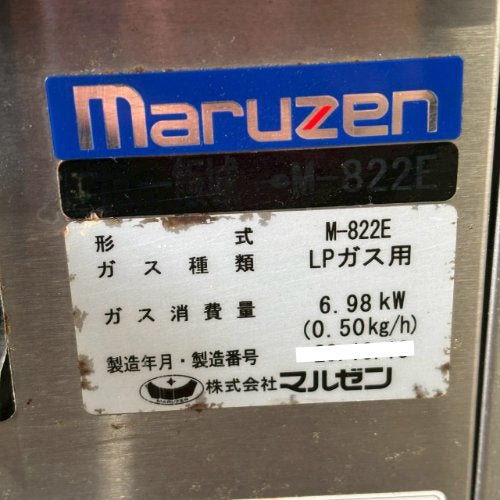 maruzen
M-822E
形式 M-822E
ガス種類 LPガス用
ガス消費量 6.98kW
(0.50kg/h)
製造年月・製造番号
MARUZEN 株式会社マルゼン